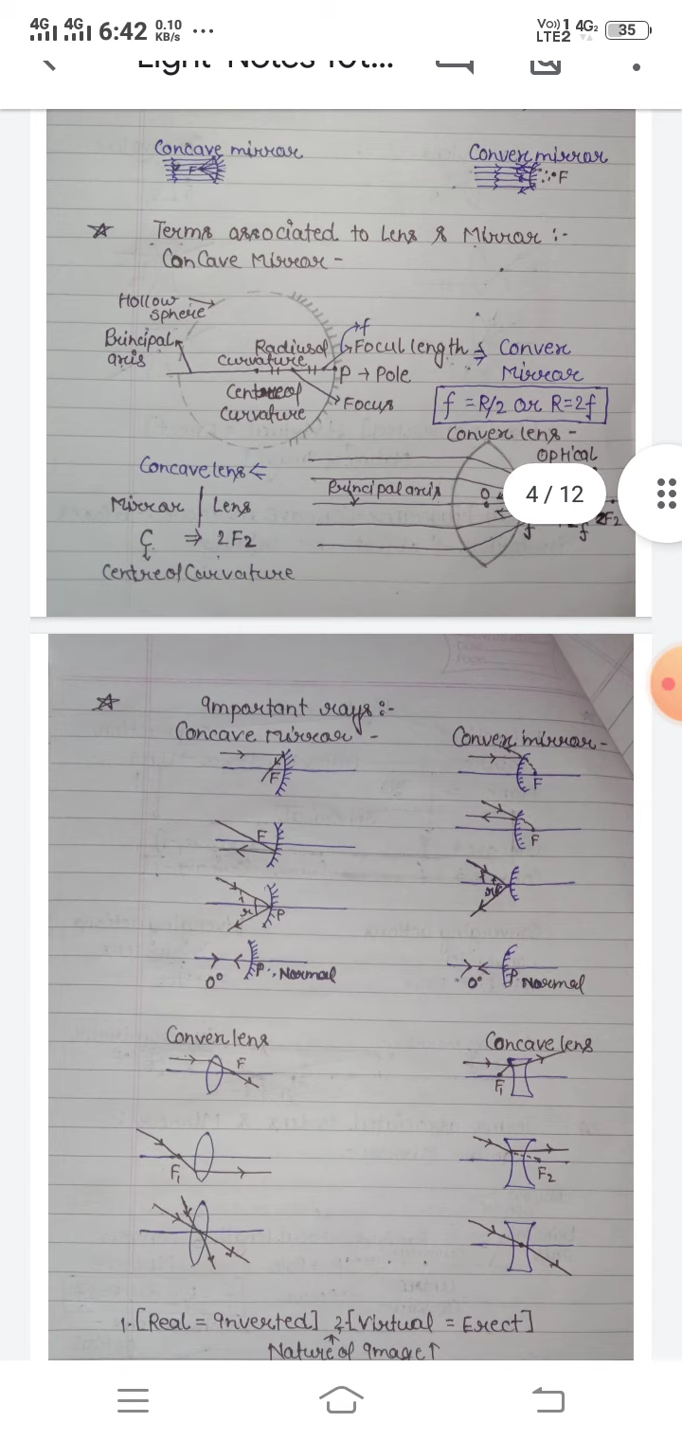 4G 4G 6:42 0.10 KB/s ... Vo)) 1 4G2 LTE2 35
Concave mirror
Convex mirror
F
F
☆ Terms associated to Lens & Mirror :-
Concave Mirror -
Hollow sphere
f
Principal axis
Radius of curvature
Focul length
Convex Mirror
P → Pole
Centre of curvature
Focus
f = R/2 or R=2f
Convex lens -
Optical
Concave lens
Principal axis
O
4 / 12
Mirror | Lens
2F2
C ⇒ 2F2
f
f
Centre of Curvature
☆ Important rays :-
Concave Mirror -
Convex mirror -
F
F
F
F
r
P
r
0°
P
Normal
0°
P
Normal
Convex lens
Concave lens
F
F1
F1
F2
1. [Real = Inverted] 2. [Virtual = Erect]
Nature of Image ↑